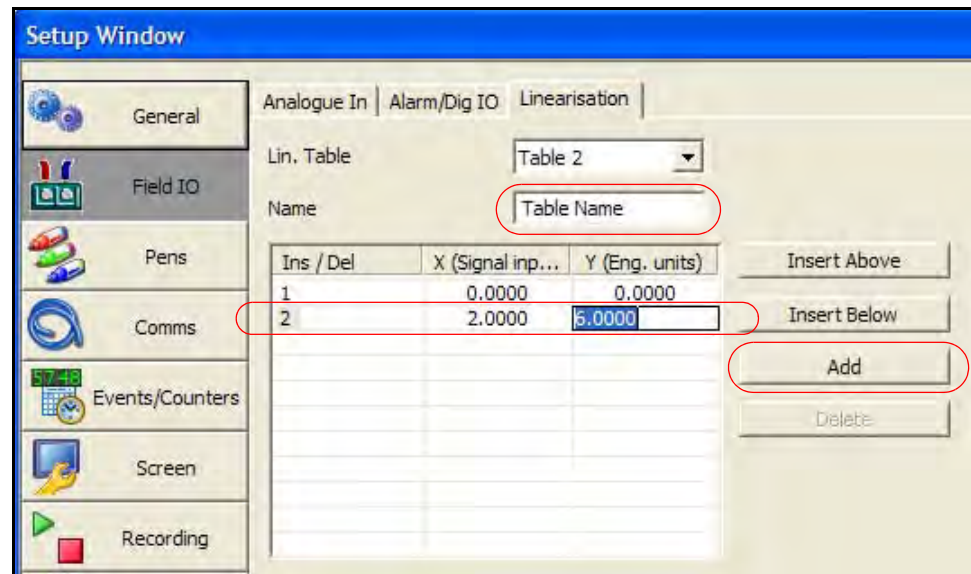 Setup Window
General
Field IO
Pens
Comms
57:48
Events/Counters
Screen
Recording
Analogue In
Alarm/Dig IO
Linearisation
Lin. Table
Table 2
Name
Table Name
Ins / Del X (Signal inp... Y (Eng. units)
1 0.0000 0.0000
2 2.0000 6.0000
Insert Above
Insert Below
Add
Delete